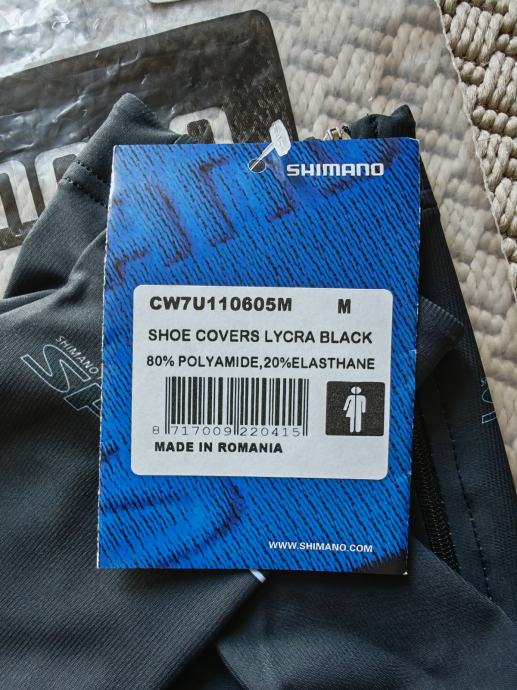 SHIMANO
CW7U110605M M
SHOE COVERS LYCRA BLACK
80% POLYAMIDE,20%ELASTHANE
8 717009 220415
MADE IN ROMANIA
WWW.SHIMANO.COM
SHIMANO